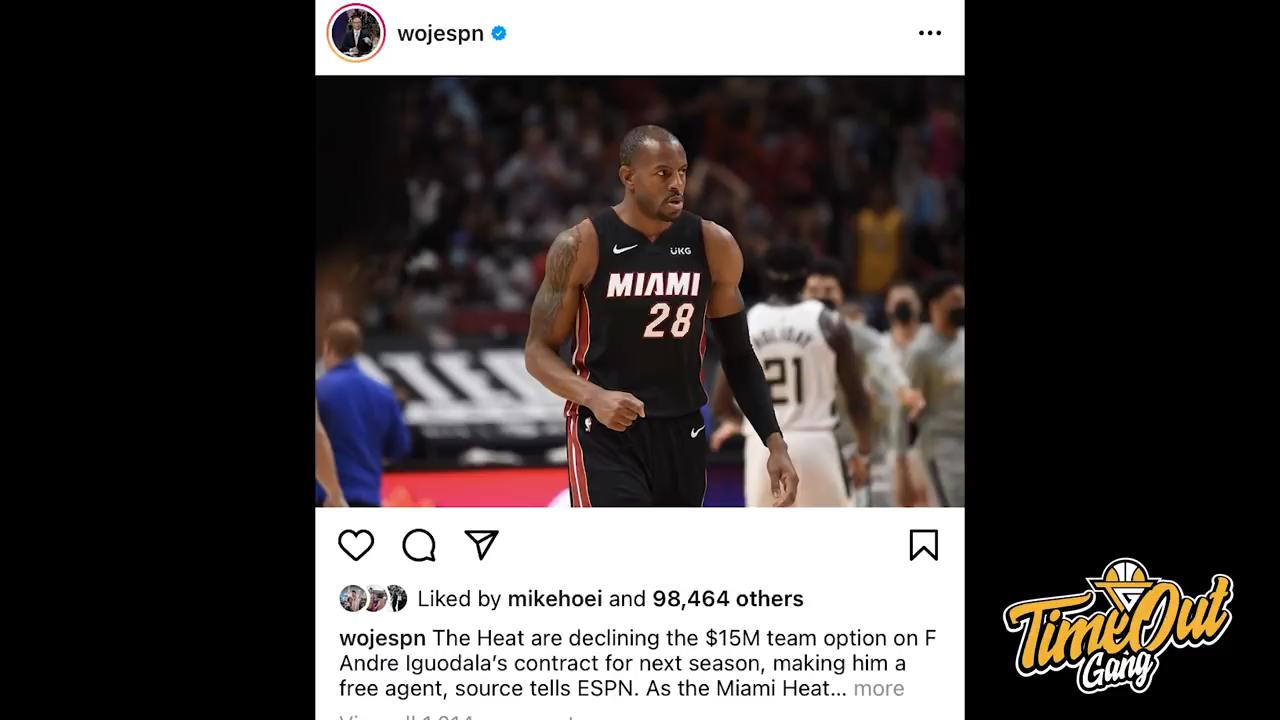 wojespn
UKG
MIAMI
28
21
Liked by mikehoei and 98,464 others
wojespn The Heat are declining the $15M team option on F
Andre Iguodala's contract for next season, making him a
free agent, source tells ESPN. As the Miami Heat... more
TimeOut
Gang